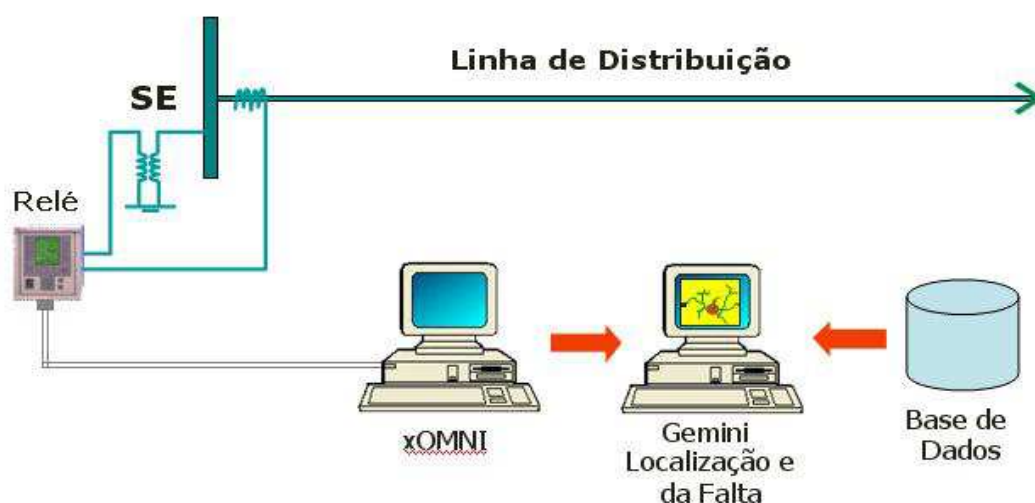 Linha de Distribuição
SE
Relé
xOMNI
Gemini
Localização e
da Falta
Base de
Dados